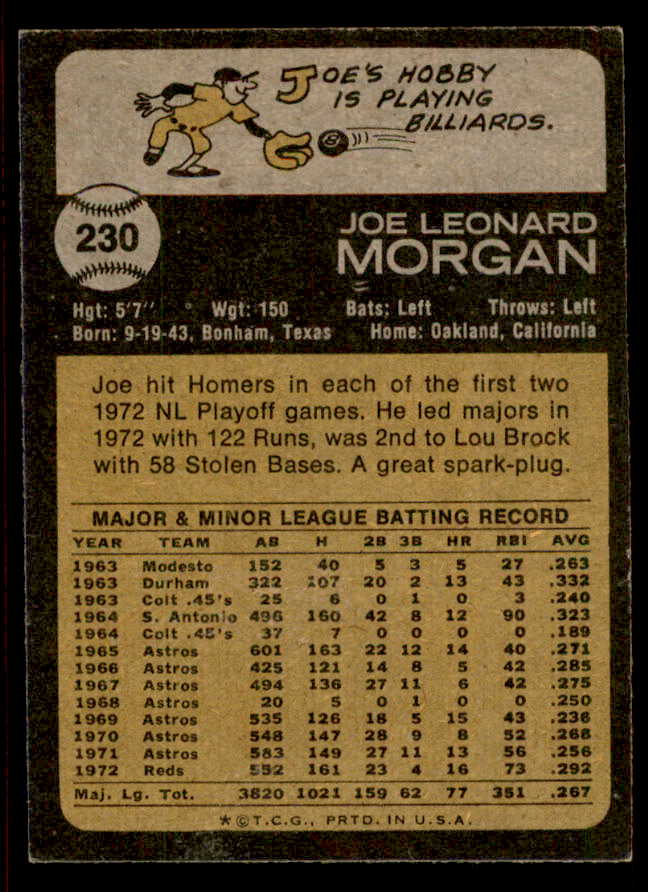 JOE'S HOBBY
IS PLAYING
BILLIARDS.
8
230
JOE LEONARD
MORGAN
Hgt: 5'7" Wgt: 150 Bats: Left Throws: Left
Born: 9-19-43, Bonham, Texas Home: Oakland, California
Joe hit Homers in each of the first two
1972 NL Playoff games. He led majors in
1972 with 122 Runs, was 2nd to Lou Brock
with 58 Stolen Bases. A great spark-plug.
MAJOR & MINOR LEAGUE BATTING RECORD
YEAR TEAM AB H 2B 3B HR RBI AVG
1963 Modesto 152 40 5 3 5 27 .263
1963 Durham 322 107 20 2 13 43 .332
1963 Colt .45's 25 6 0 1 0 3 .240
1964 S. Antonio 496 160 42 8 12 90 .323
1964 Colt .45's 37 7 0 0 0 0 .189
1965 Astros 601 163 22 12 14 40 .271
1966 Astros 425 121 14 8 5 42 .285
1967 Astros 494 136 27 11 6 42 .275
1968 Astros 20 5 0 1 0 0 .250
1969 Astros 535 126 18 5 15 43 .236
1970 Astros 548 147 28 9 8 52 .268
1971 Astros 583 149 27 11 13 56 .256
1972 Reds 552 161 23 4 16 73 .292
Maj. Lg. Tot. 3820 1021 159 62 77 351 .267
*©T.C.G., PRTD. IN U.S.A.